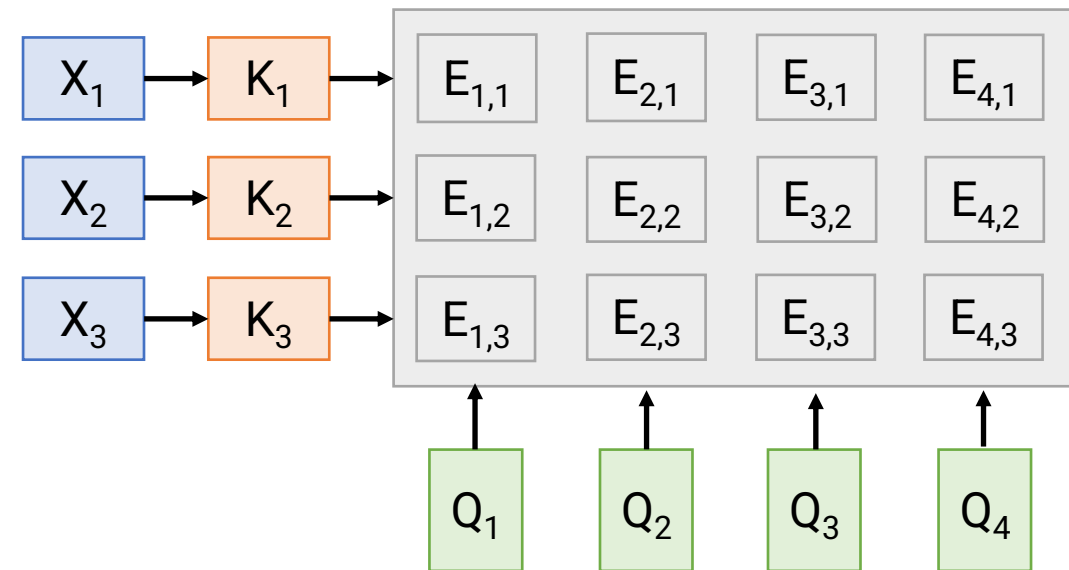 X₁ K₁ E₁,₁ E₂,₁ E₃,₁ E₄,₁
X₂ K₂ E₁,₂ E₂,₂ E₃,₂ E₄,₂
X₃ K₃ E₁,₃ E₂,₃ E₃,₃ E₄,₃
Q₁ Q₂ Q₃ Q₄